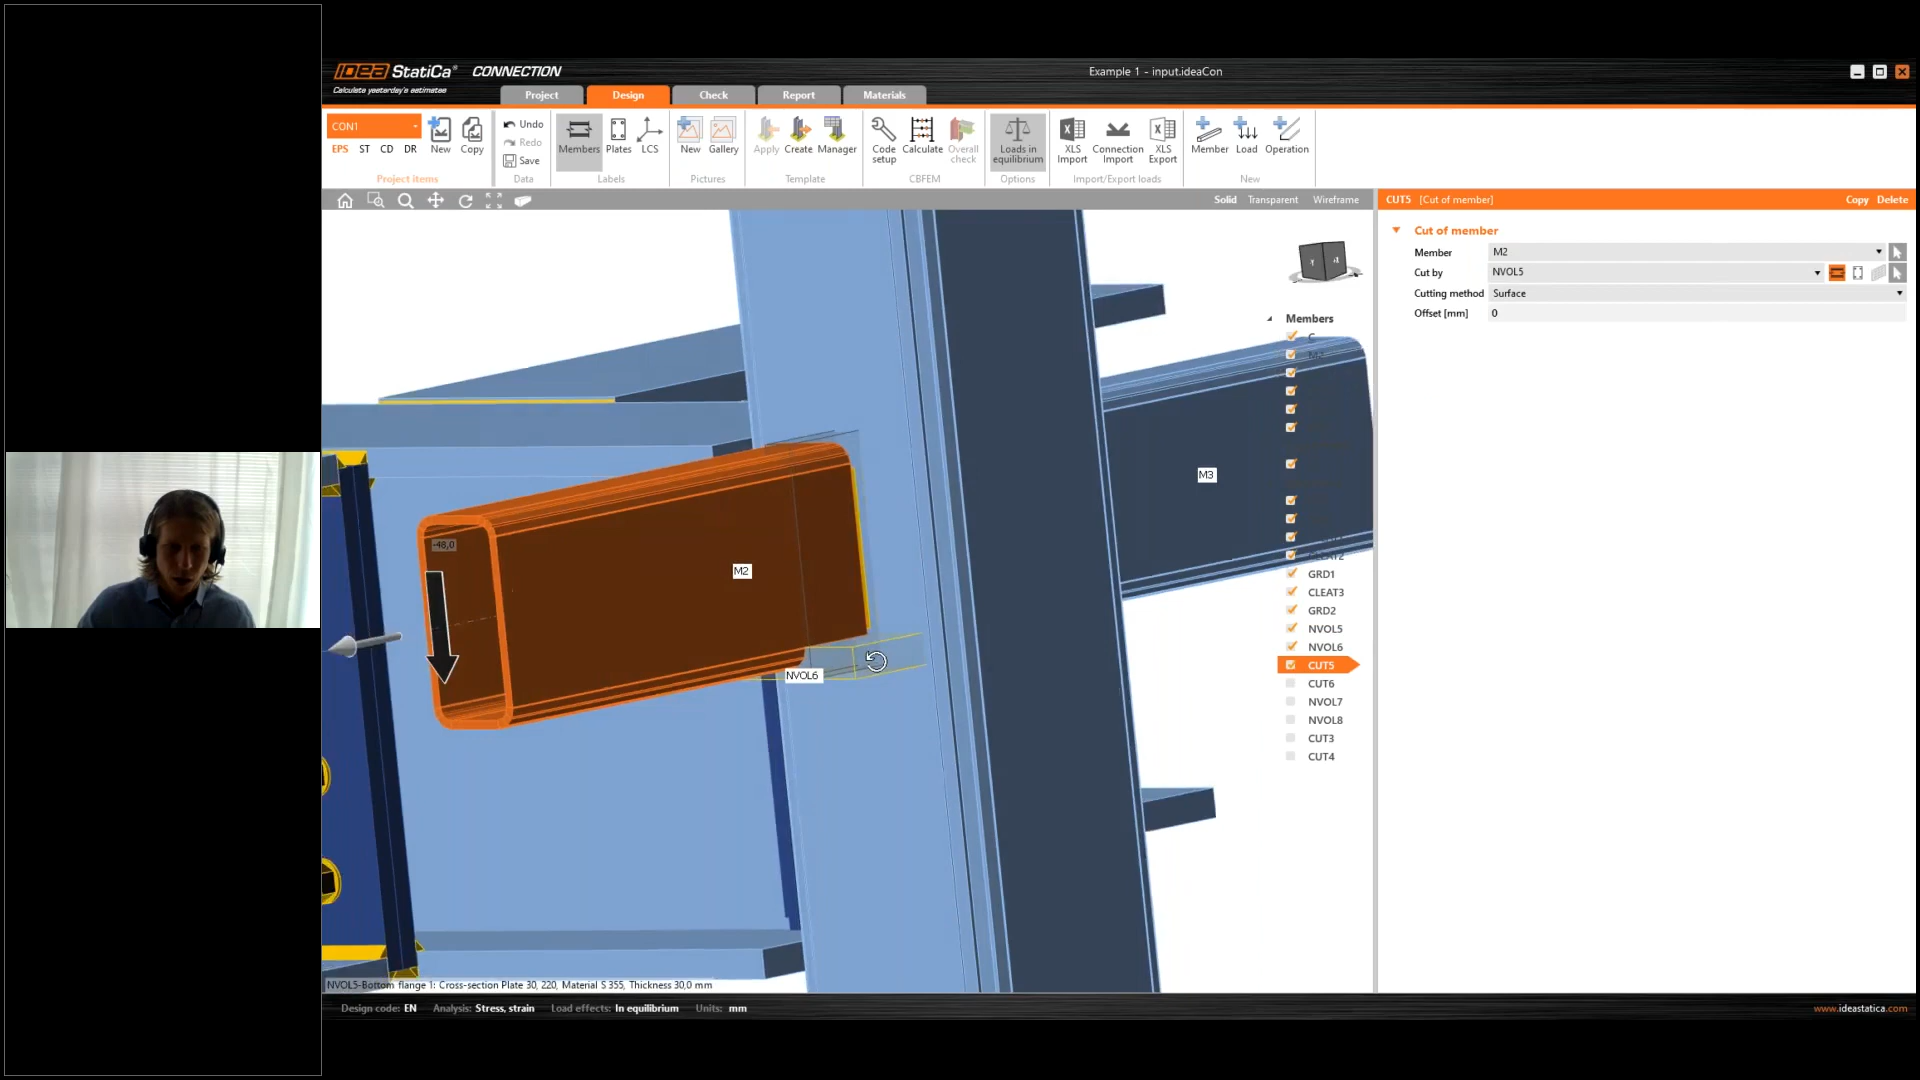 IDEA StatiCa® CONNECTION
Calculate yesterday's estimates
Example 1 - input.ideaCon
Project Design Check Report Materials
CON1
EPS ST CD DR New Copy
Project items
Undo
Redo
Save
Data
Members Plates LCS
Labels
New Gallery
Pictures
Apply Create Manager
Template
Code setup Calculate Overall check
CBFEM
Loads in equilibrium
Options
XLS Import Connection Import XLS Export
Import/Export loads
Member Load Operation
New
Solid Transparent Wireframe
CUT5 [Cut of member] Copy Delete
Cut of member
Member M2
Cut by NVOL5
Cutting method Surface
Offset [mm] 0
Members
C
CLEAT2
GRD1
CLEAT3
GRD2
NVOL5
NVOL6
CUT5
CUT6
NVOL7
NVOL8
CUT3
CUT4
M3
-48,0
M2
NVOL6
NVOL5-Bottom flange 1: Cross-section Plate 30, 220, Material S 355, Thickness 30,0 mm
Design code: EN Analysis: Stress, strain Load effects: In equilibrium Units: mm
www.ideastatica.com